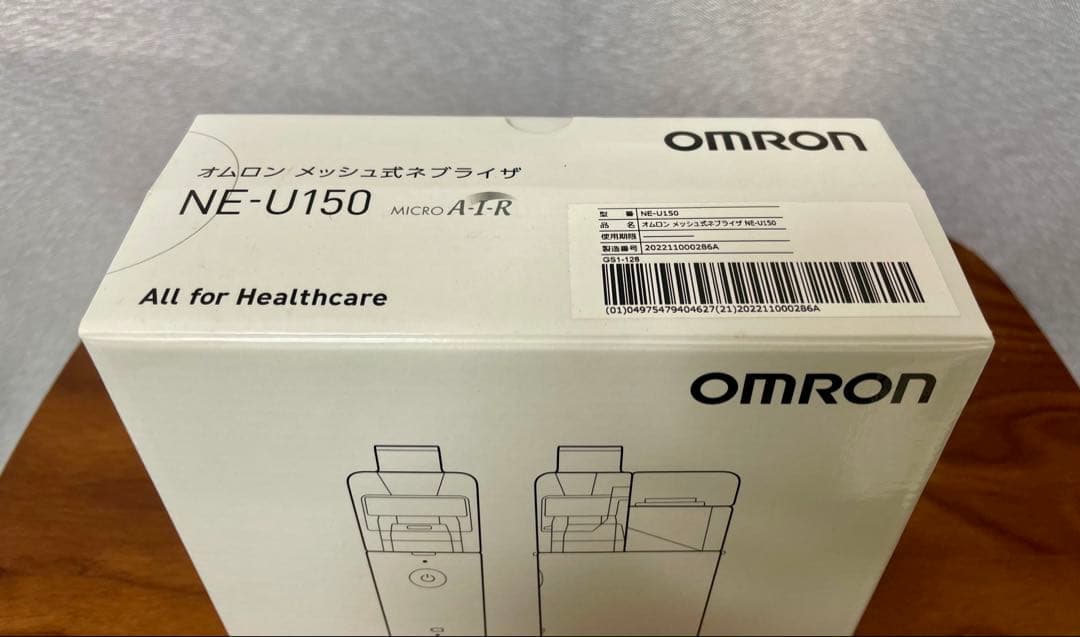 OMRON
オムロン メッシュ式ネブライザ
NE-U150 MICRO A-I-R
型 番 NE-U150
品 名 オムロン メッシュ式ネブライザ NE-U150
使用期限 ―――――
製造番号 202211000286A
GS1-128
(01)04975479404627(21)202211000286A
All for Healthcare
OMRON